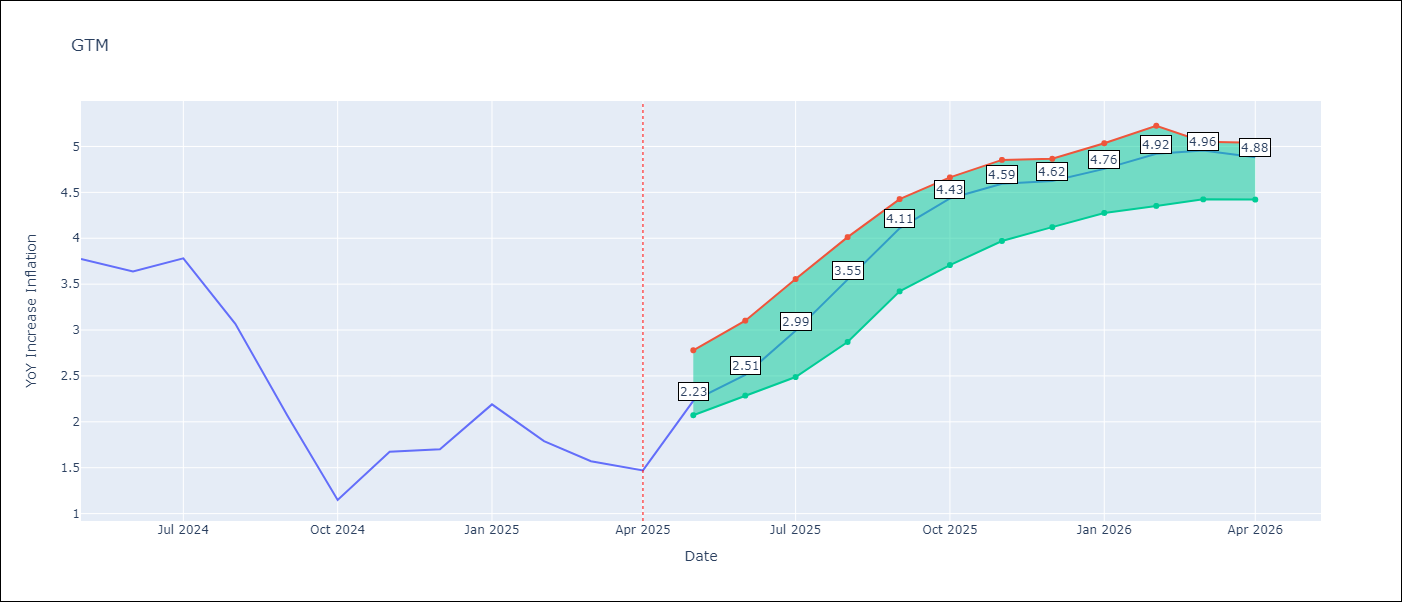 GTM
YoY Increase Inflation
5
4.5
4
3.5
3
2.5
2
1.5
1
2.23
2.51
2.99
3.55
4.11
4.43
4.59
4.62
4.76
4.92
4.96
4.88
Jul 2024
Oct 2024
Jan 2025
Apr 2025
Jul 2025
Oct 2025
Jan 2026
Apr 2026
Date